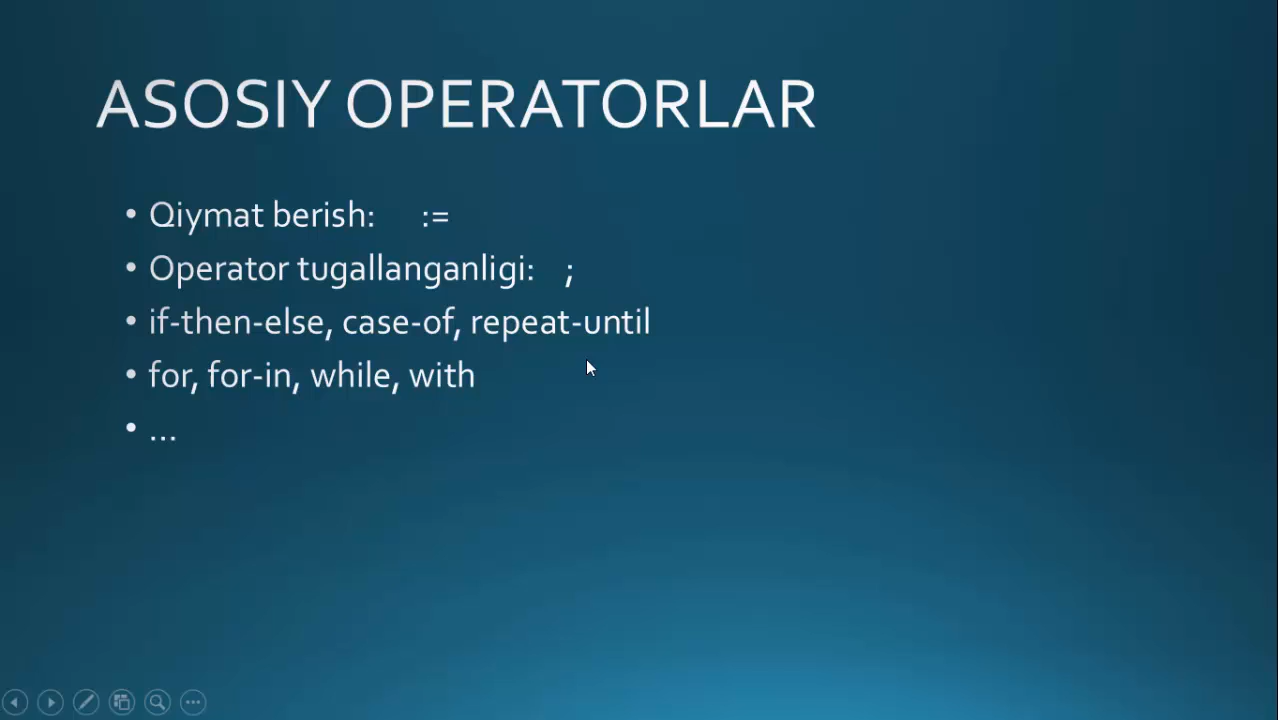 ASOSIY OPERATORLAR
• Qiymat berish: :=
• Operator tugallanganligi: ;
• if-then-else, case-of, repeat-until
• for, for-in, while, with
• ...